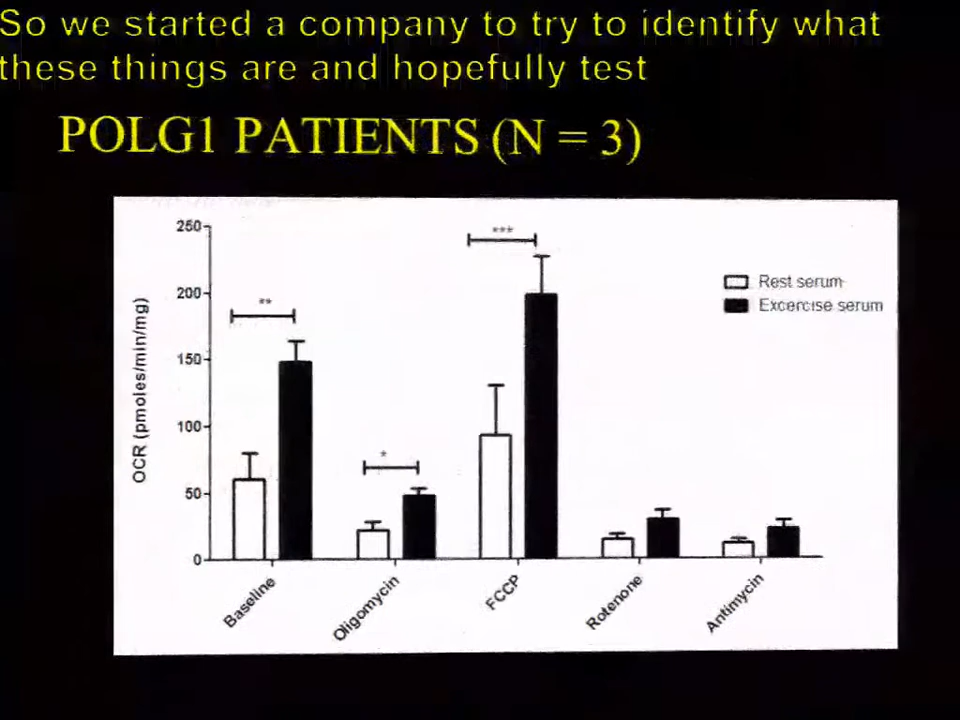 So we started a company to try to identify what
these things are and hopefully test
POLG1 PATIENTS (N = 3)
250
200
150
100
50
0
OCR (pmoles/min/mg)
**
*
***
Rest serum
Excercise serum
Baseline
Oligomycin
FCCP
Rotenone
Antimycin